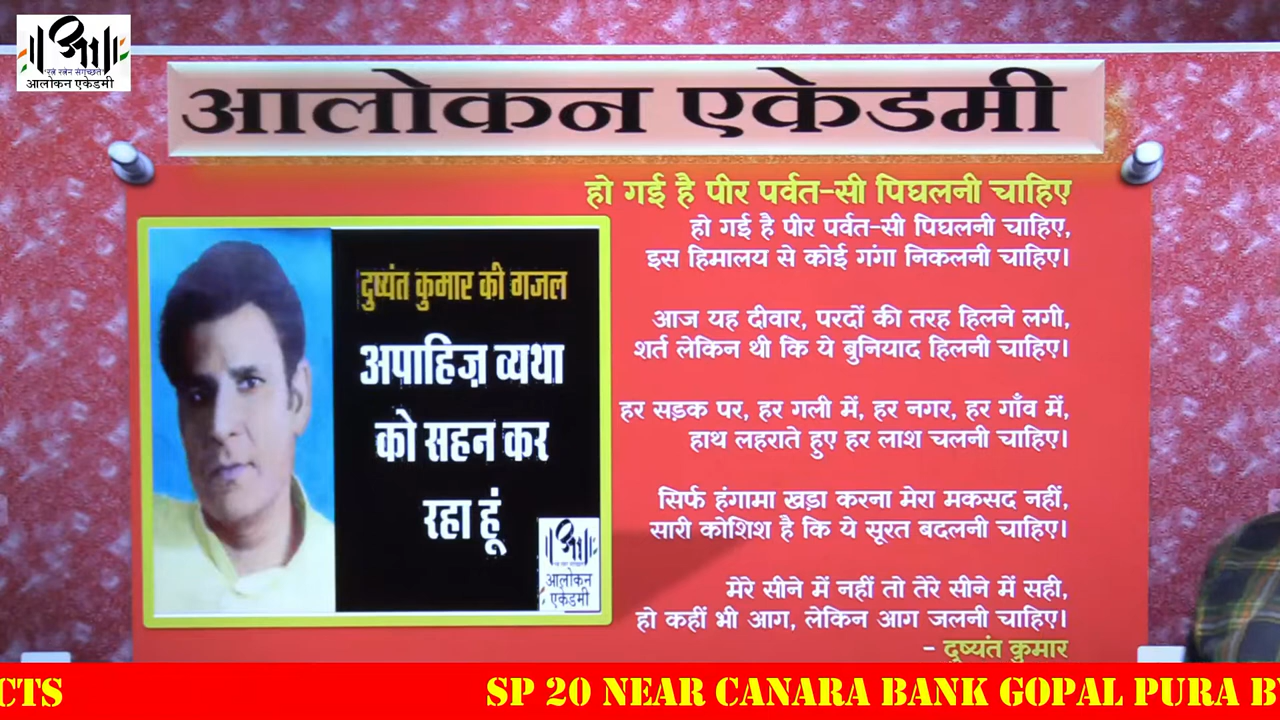 आलोकन एकेडमी
आलोकन एकेडमी
हो गई है पीर पर्वत-सी पिघलनी चाहिए
हो गई है पीर पर्वत-सी पिघलनी चाहिए,
इस हिमालय से कोई गंगा निकलनी चाहिए।
आज यह दीवार, परदों की तरह हिलने लगी,
शर्त लेकिन थी कि ये बुनियाद हिलनी चाहिए।
हर सड़क पर, हर गली में, हर नगर, हर गाँव में,
हाथ लहराते हुए हर लाश चलनी चाहिए।
सिर्फ हंगामा खड़ा करना मेरा मकसद नहीं,
सारी कोशिश है कि ये सूरत बदलनी चाहिए।
मेरे सीने में नहीं तो तेरे सीने में सही,
हो कहीं भी आग, लेकिन आग जलनी चाहिए।
- दुष्यंत कुमार
दुष्यंत कुमार की गजल
अपाहिज़ व्यथा
को सहन कर
रहा हूं
आलोकन
एकेडमी
CTS SP 20 NEAR CANARA BANK GOPAL PURA BY